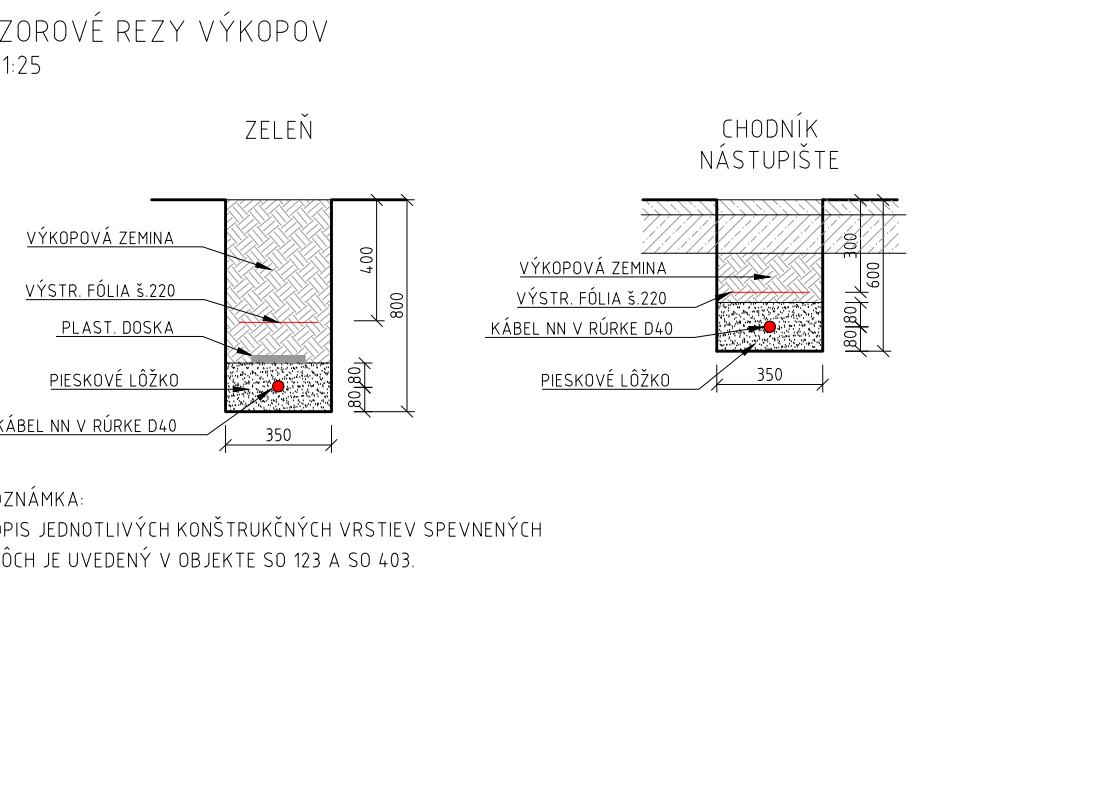 ZOROVÉ REZY VÝKOPOV
1:25
ZELEŇ
VÝKOPOVÁ ZEMINA
VÝSTR. FÓLIA š.220
PLAST. DOSKA
PIESKOVÉ LÔŽKO
KÁBEL NN V RÚRKE D40
400
800
80
80
350
CHODNÍK
NÁSTUPIŠTE
VÝKOPOVÁ ZEMINA
VÝSTR. FÓLIA š.220
KÁBEL NN V RÚRKE D40
PIESKOVÉ LÔŽKO
300
600
80
80
350
OZNÁMKA:
OPIS JEDNOTLIVÝCH KONŠTRUKČNÝCH VRSTIEV SPEVNENÝCH
ÔCH JE UVEDENÝ V OBJEKTE SO 123 A SO 403.